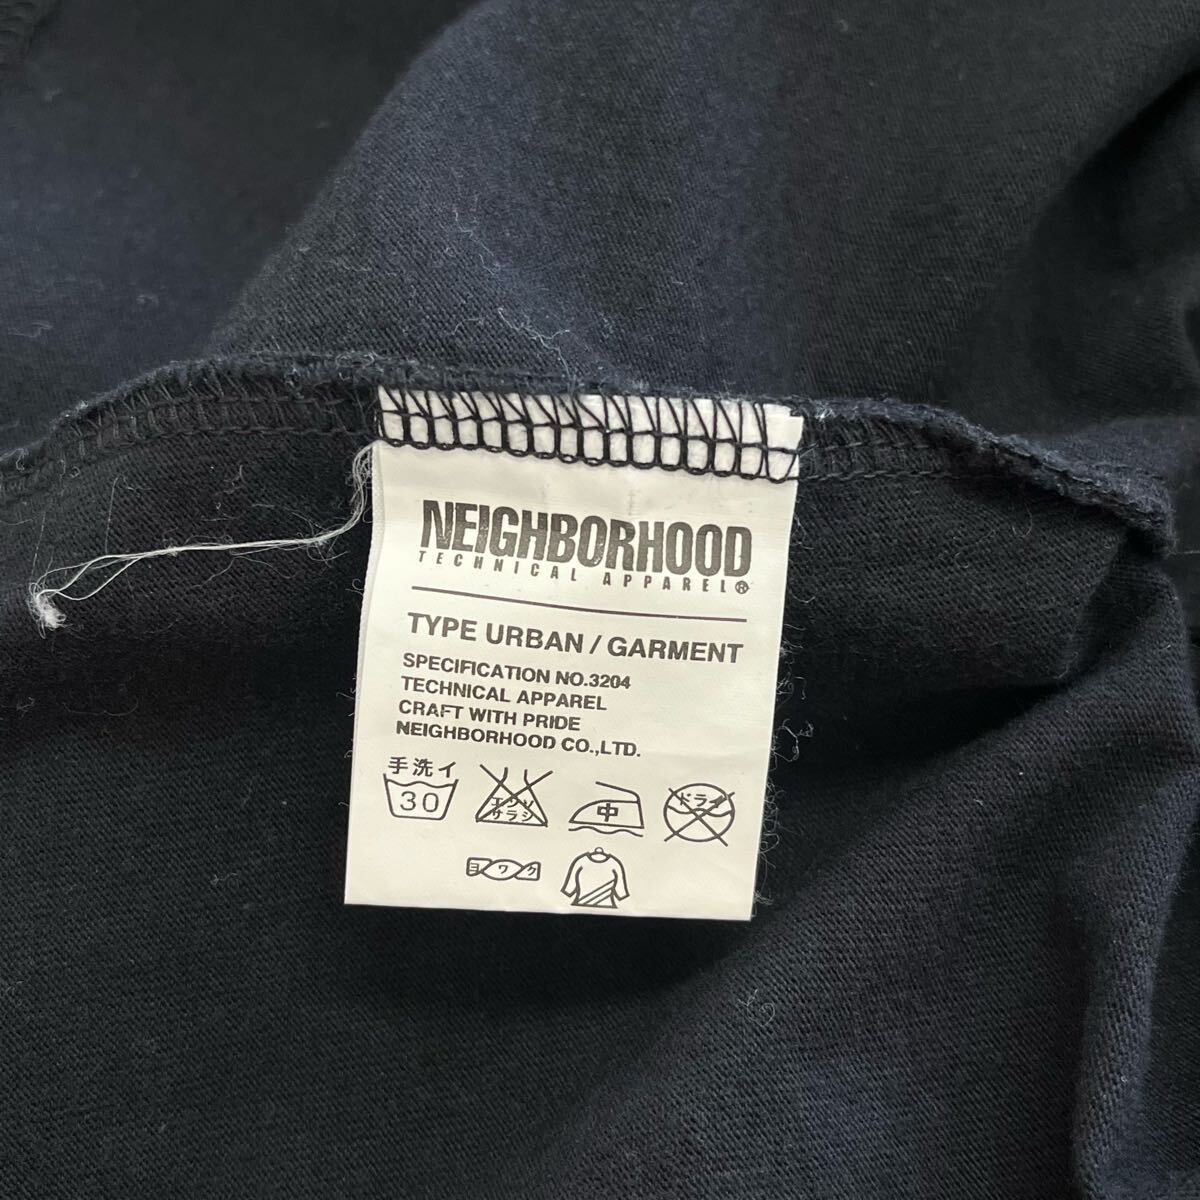 NEIGHBORHOOD
TECHNICAL APPAREL®
TYPE URBAN / GARMENT
SPECIFICATION NO.3204
TECHNICAL APPAREL
CRAFT WITH PRIDE
NEIGHBORHOOD CO.,LTD.
手洗イ
30
エンソ
サラシ
中
ドライ
ヨワク